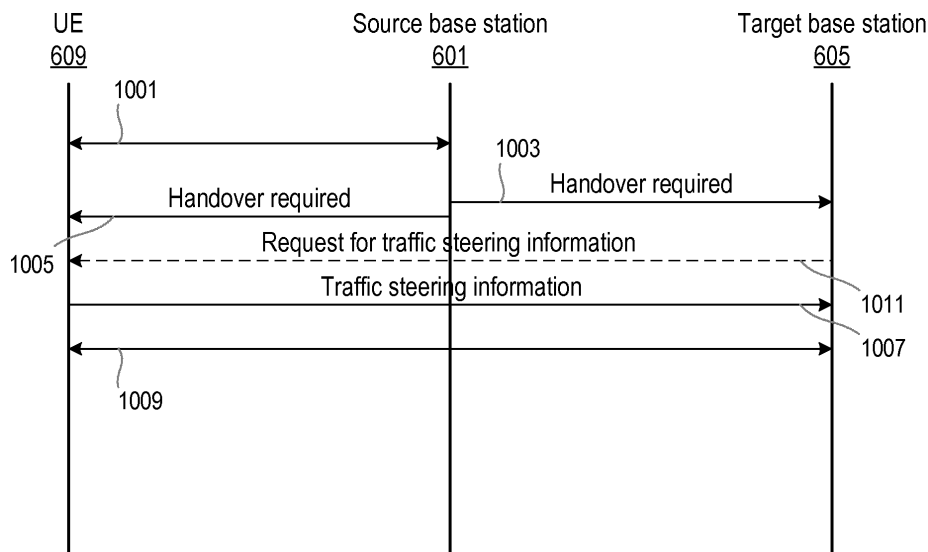 UE
609
Source base station
601
Target base station
605
1001
1003
Handover required
Handover required
1005
Request for traffic steering information
1011
Traffic steering information
1007
1009